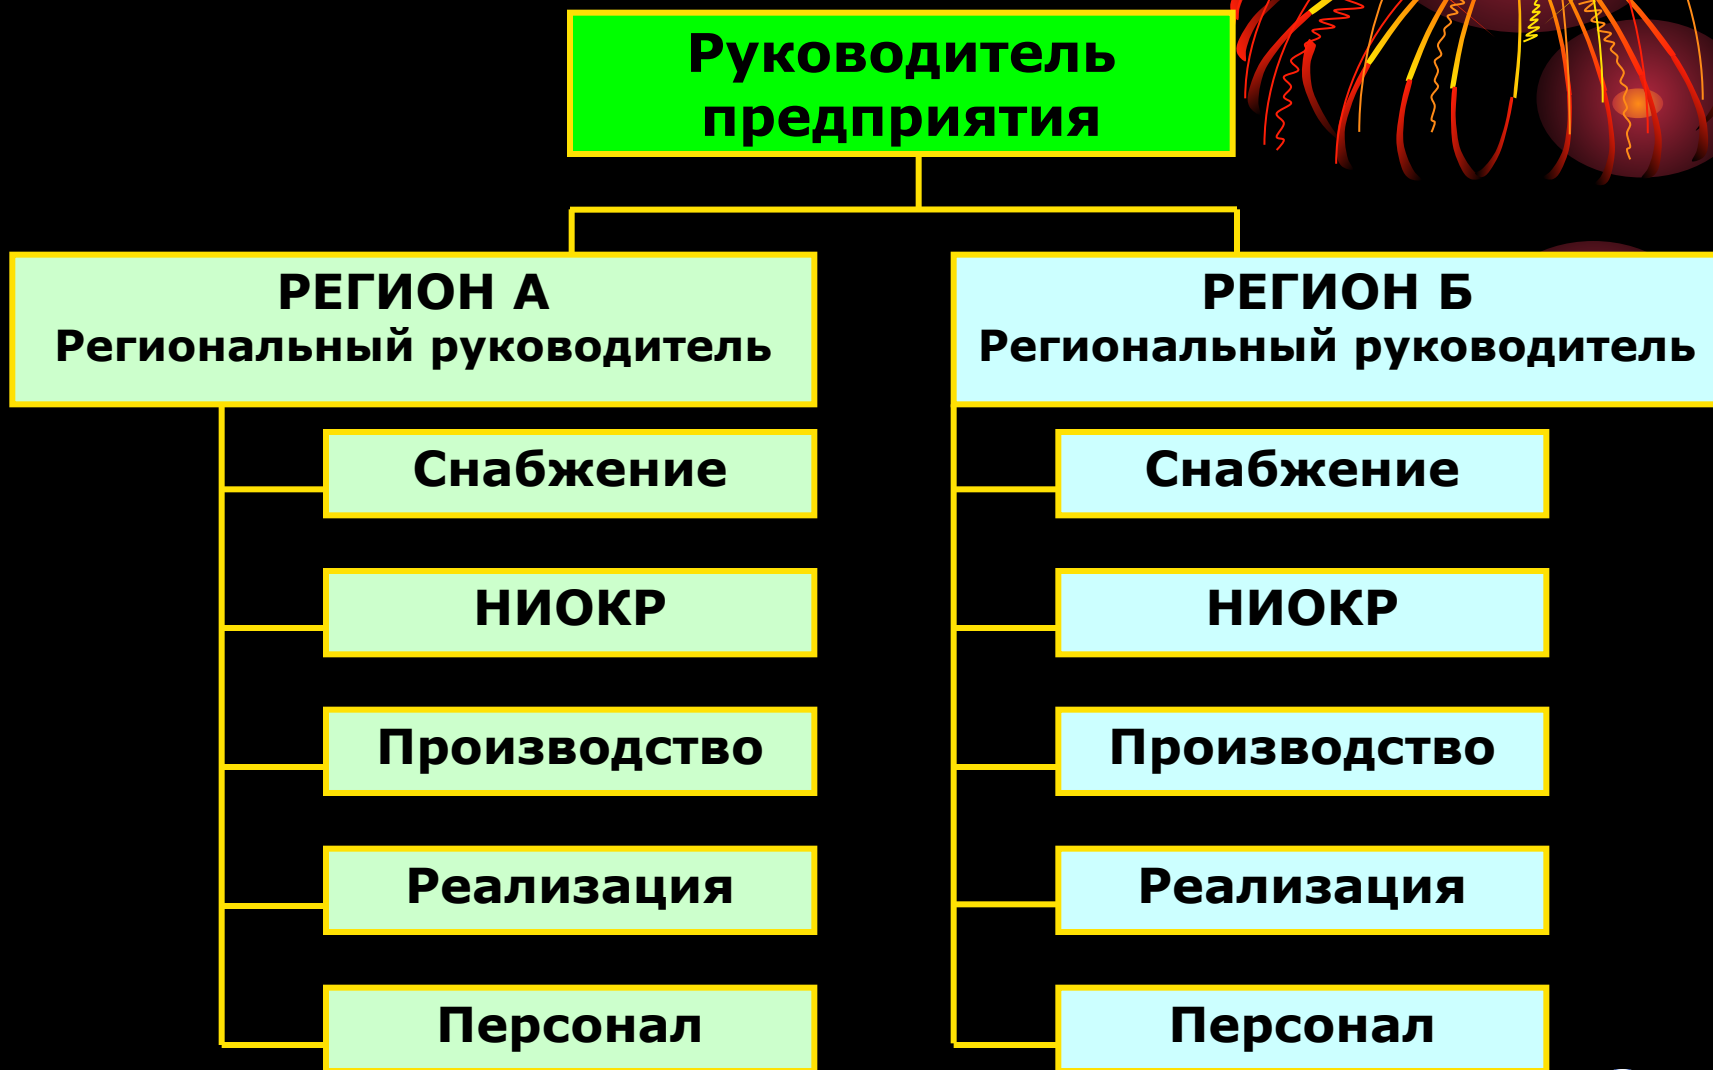 Руководитель
предприятия
РЕГИОН А
Региональный руководитель
Снабжение
НИОКР
Производство
Реализация
Персонал
РЕГИОН Б
Региональный руководитель
Снабжение
НИОКР
Производство
Реализация
Персонал